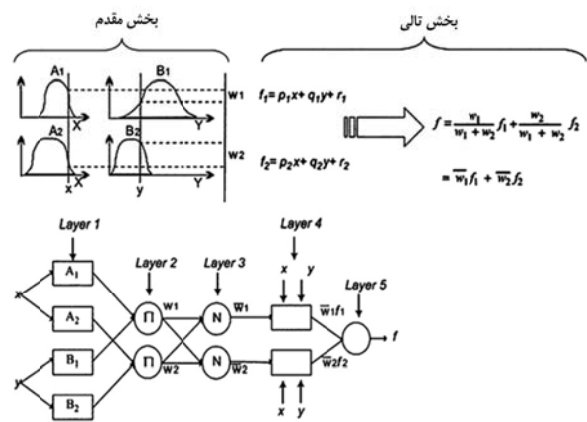 بخش مقدم
بخش تالی
A1
B1
w1
X
Y
f1= p1x+ q1y+ r1
A2
B2
w2
x
X
y
Y
f2= p2x+ q2y+ r2
f = w1/(w1 + w2) f1 + w2/(w1 + w2) f2
= w̅1f1 + w̅2f2
Layer 1
Layer 2
Layer 3
Layer 4
Layer 5
x
y
A1
A2
B1
B2
x
y
Π
w1
N
w̅1
w̅1f1
Π
w2
N
w̅2
w̅2f2
f
x
y